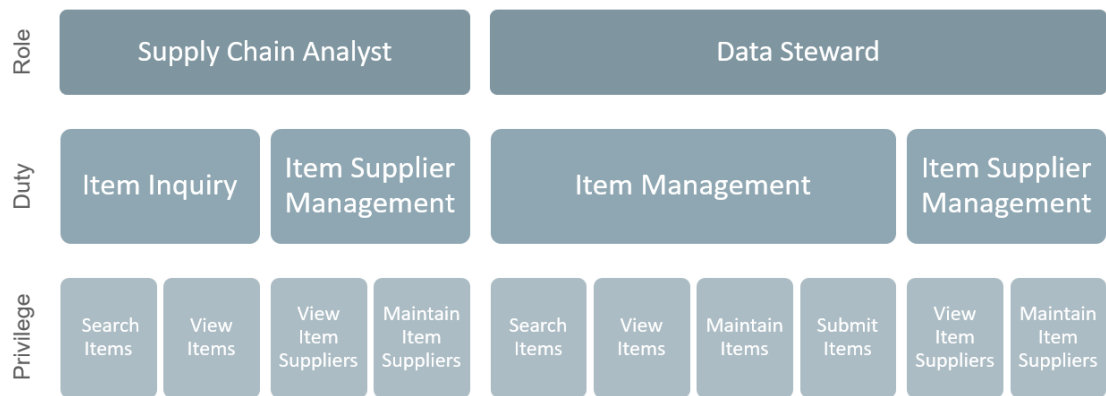 Role
Supply Chain Analyst
Data Steward
Duty
Item Inquiry
Item Supplier
Management
Item Management
Item Supplier
Management
Privilege
Search
Items
View
Items
View
Item
Suppliers
Maintain
Item
Suppliers
Search
Items
View
Items
Maintain
Items
Submit
Items
View
Item
Suppliers
Maintain
Item
Suppliers